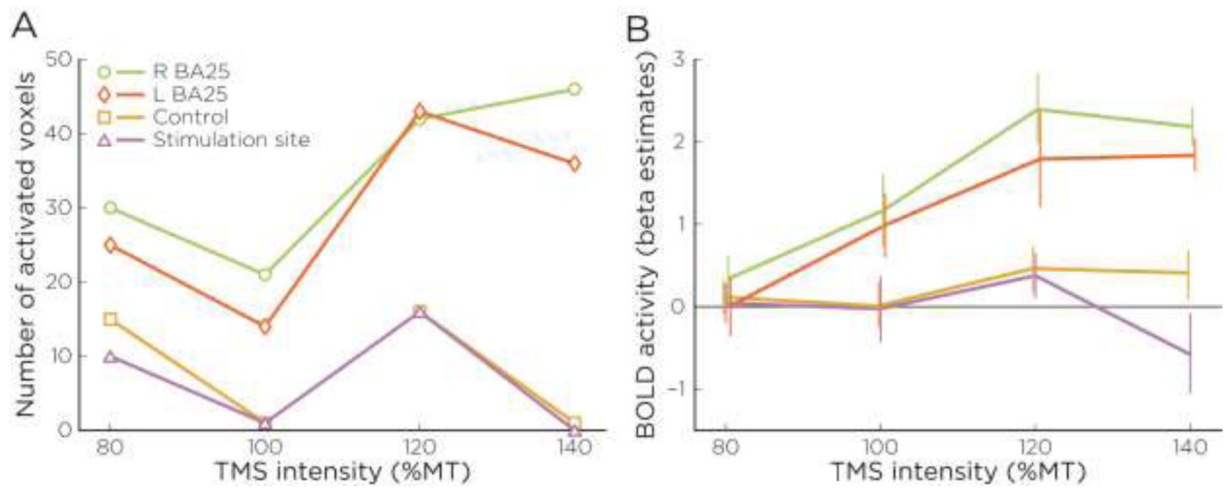 A
Number of activated voxels
50
40
30
20
10
0
R BA25
L BA25
Control
Stimulation site
80
100
120
140
TMS intensity (%MT)
B
BOLD activity (beta estimates)
3
2
1
0
-1
80
100
120
140
TMS intensity (%MT)